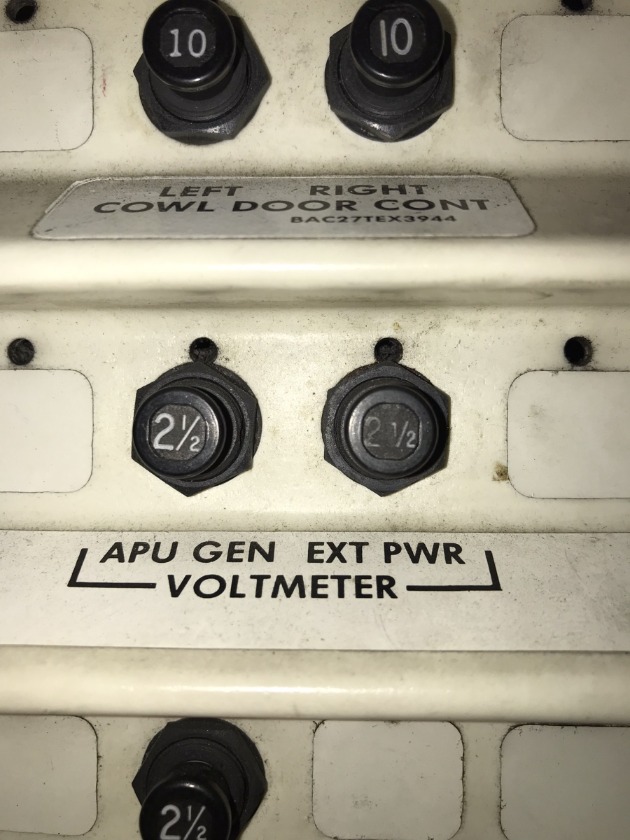 10 10
LEFT RIGHT
COWL DOOR CONT
BAC27TEX3944
2½ 2½
APU GEN EXT PWR
VOLTMETER
2½